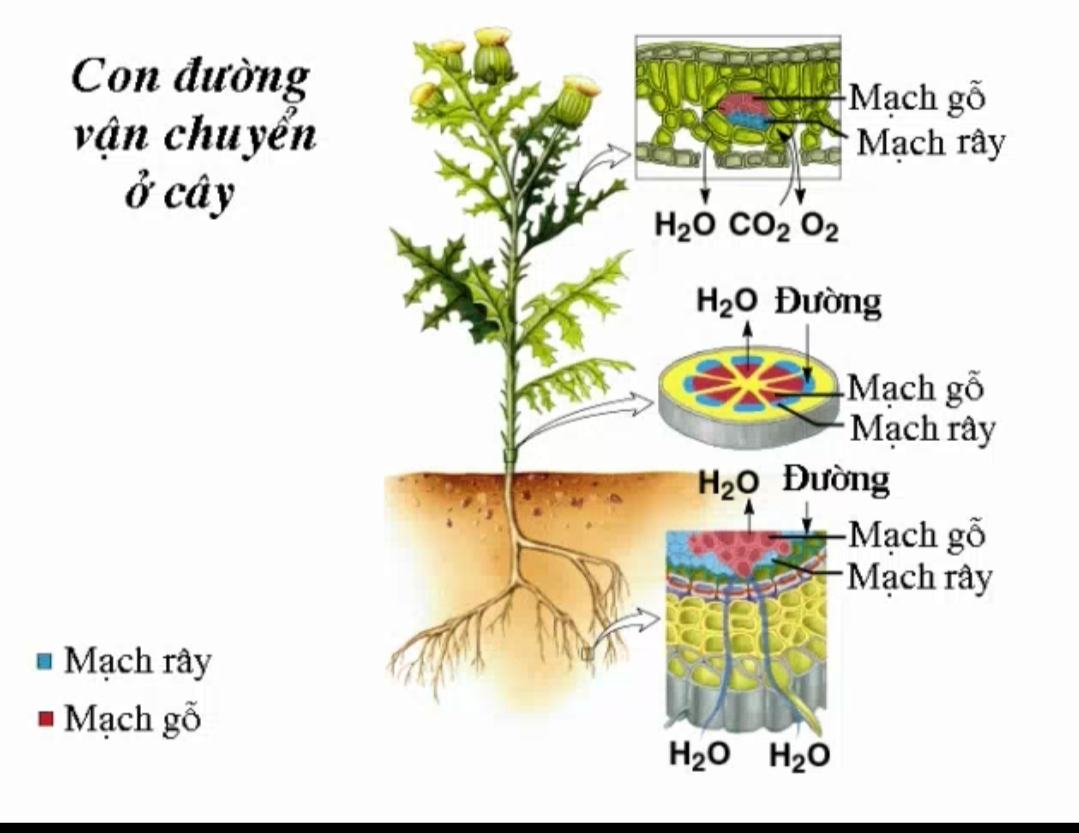 Con đường
vận chuyển
ở cây
Mạch gỗ
Mạch rây
H₂O CO₂ O₂
H₂O Đường
Mạch gỗ
Mạch rây
H₂O Đường
Mạch gỗ
Mạch rây
H₂O H₂O
Mạch rây
Mạch gỗ